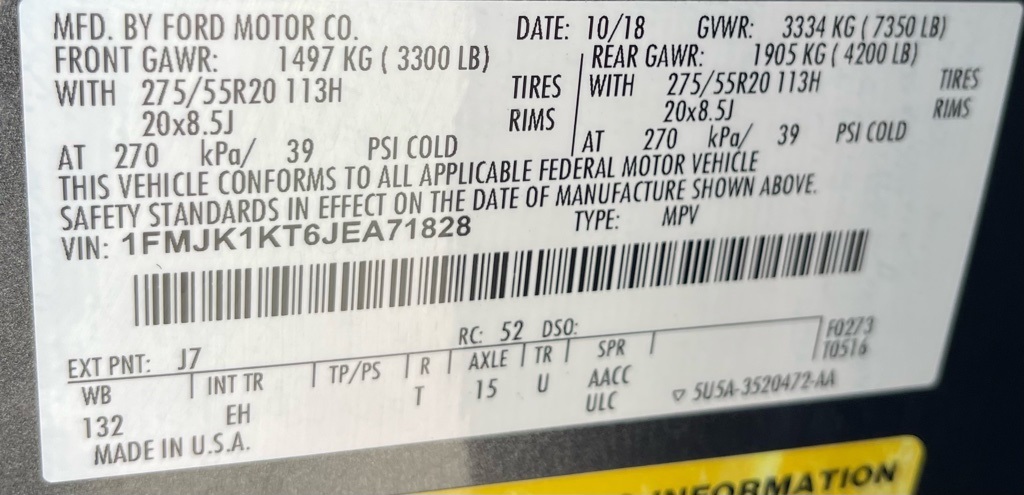 MFD. BY FORD MOTOR CO. DATE: 10/18 GVWR: 3334 KG ( 7350 LB)
FRONT GAWR: 1497 KG ( 3300 LB) REAR GAWR: 1905 KG ( 4200 LB)
WITH 275/55R20 113H TIRES WITH 275/55R20 113H TIRES
20x8.5J RIMS 20x8.5J RIMS
AT 270 kPa/ 39 PSI COLD AT 270 kPa/ 39 PSI COLD
THIS VEHICLE CONFORMS TO ALL APPLICABLE FEDERAL MOTOR VEHICLE
SAFETY STANDARDS IN EFFECT ON THE DATE OF MANUFACTURE SHOWN ABOVE.
VIN: 1FMJK1KT6JEA71828 TYPE: MPV
EXT PNT: J7 RC: 52 DSO: F0273
T0516
WB INT TR TP/PS R AXLE TR SPR
132 EH T 15 U AACC
ULC
▽ 5U5A-3520472-AA
MADE IN U.S.A.
INFORMATION